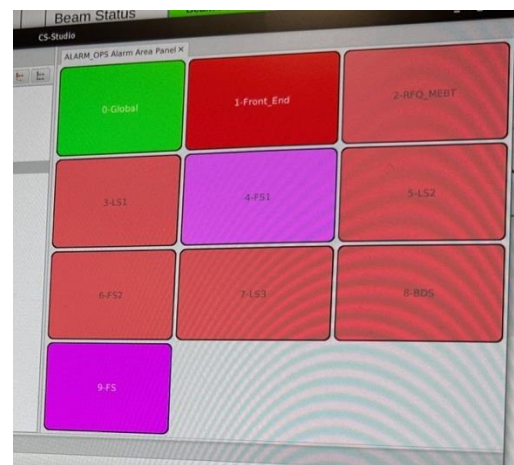 Beam Status
CS-Studio
ALARM_OPS Alarm Area Panel ×
0-Global
1-Front_End
2-RFQ_MEBT
3-LS1
4-FS1
5-LS2
6-FS2
7-LS3
8-BDS
9-FS